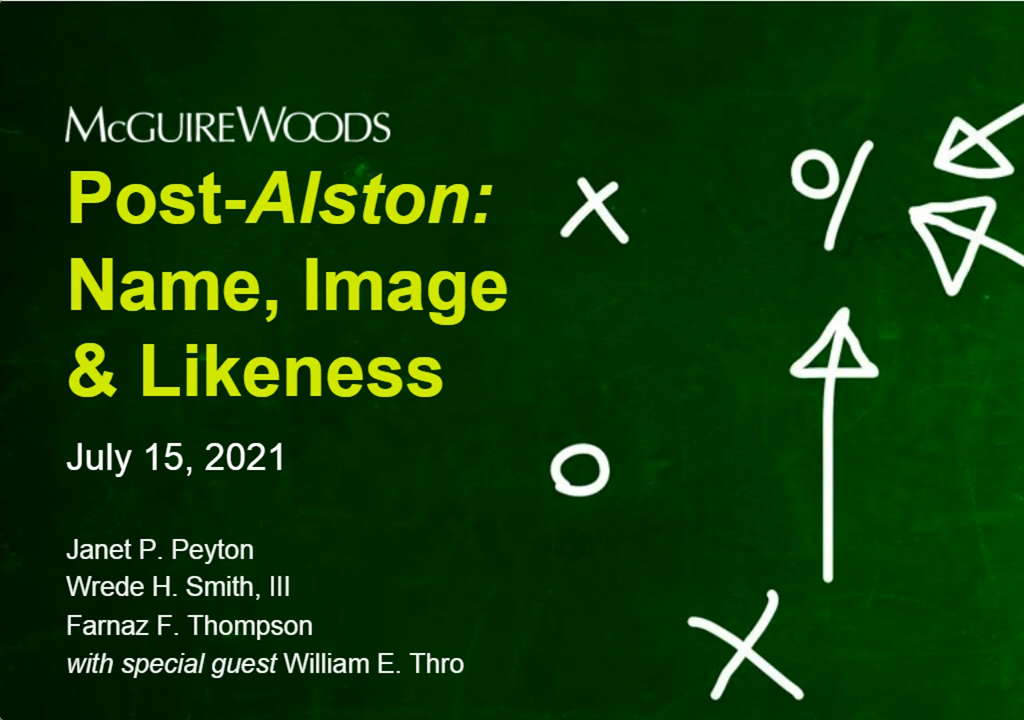 McGUIREWOODS
Post-Alston:
Name, Image
& Likeness
July 15, 2021
Janet P. Peyton
Wrede H. Smith, III
Farnaz F. Thompson
with special guest William E. Thro